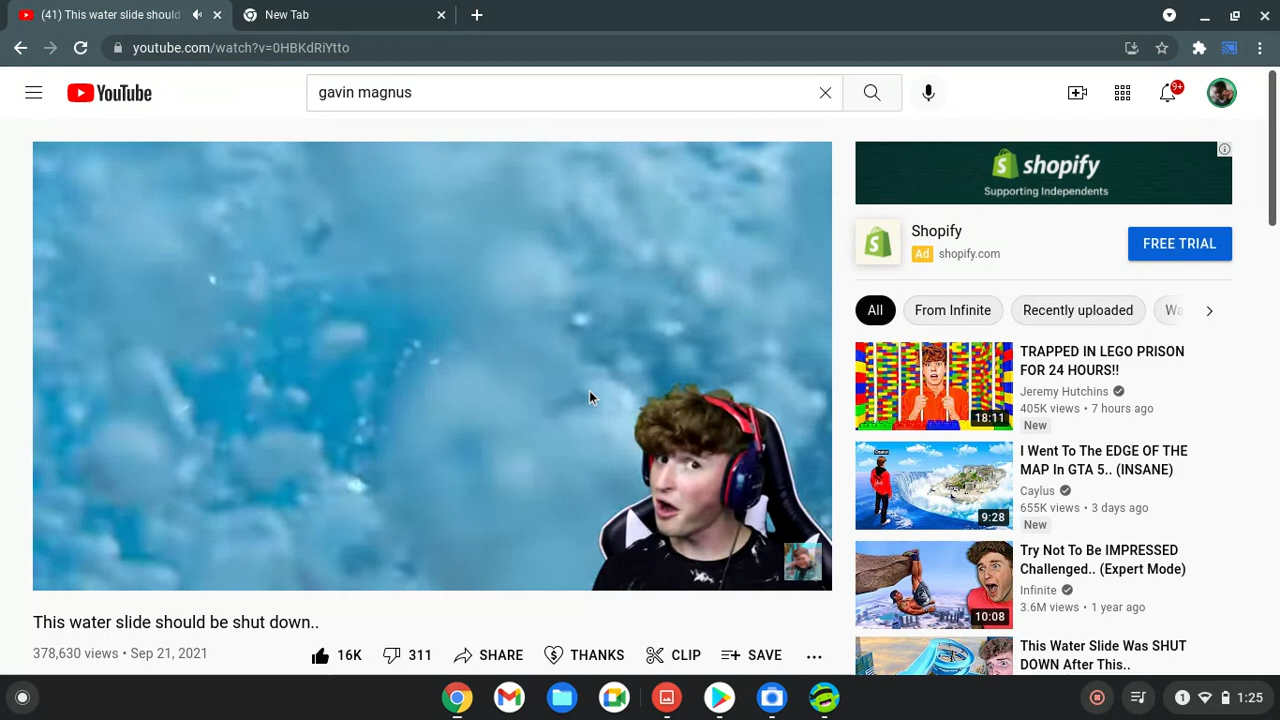 (41) This water slide should
New Tab
youtube.com/watch?v=0HBKdRiYtto
YouTube
gavin magnus
9+
shopify
Supporting Independents
Shopify
Ad shopify.com
FREE TRIAL
All
From Infinite
Recently uploaded
Wa
TRAPPED IN LEGO PRISON
FOR 24 HOURS!!
Jeremy Hutchins
405K views • 7 hours ago
New
18:11
I Went To The EDGE OF THE
MAP In GTA 5.. (INSANE)
Caylus
655K views • 3 days ago
New
9:28
Try Not To Be IMPRESSED
Challenged.. (Expert Mode)
Infinite
3.6M views • 1 year ago
10:08
This Water Slide Was SHUT
DOWN After This..
This water slide should be shut down..
378,630 views • Sep 21, 2021
16K
311
SHARE
THANKS
CLIP
SAVE
1
1:25